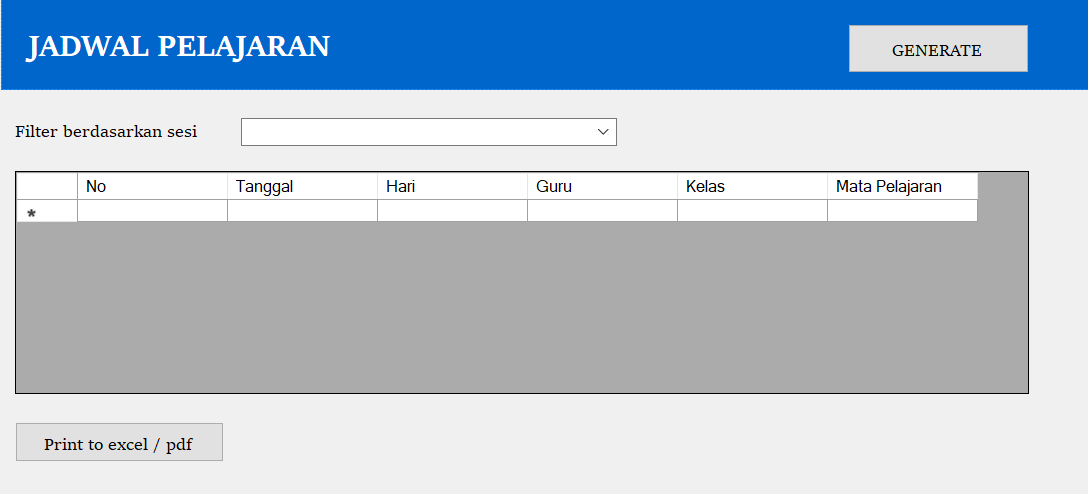 JADWAL PELAJARAN
GENERATE
Filter berdasarkan sesi
No Tanggal Hari Guru Kelas Mata Pelajaran
*
Print to excel / pdf